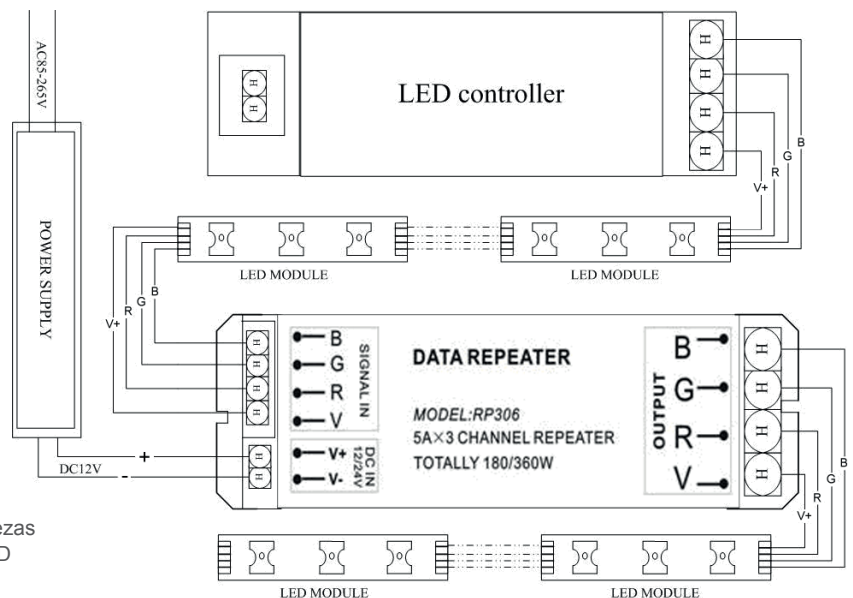 AC85-265V
POWER SUPPLY
DC12V
+
-
LED controller
H
H
H
H
H
H
B
G
R
V+
LED MODULE
LED MODULE
V+
R
G
B
H
H
H
H
H
H
B
G
R
V
SIGNAL IN
V+
V-
DC IN
12/24V
DATA REPEATER
MODEL:RP306
5A×3 CHANNEL REPEATER
TOTALLY 180/360W
OUTPUT
B
G
R
V
H
H
H
H
B
G
R
V+
LED MODULE
LED MODULE
ezas
D